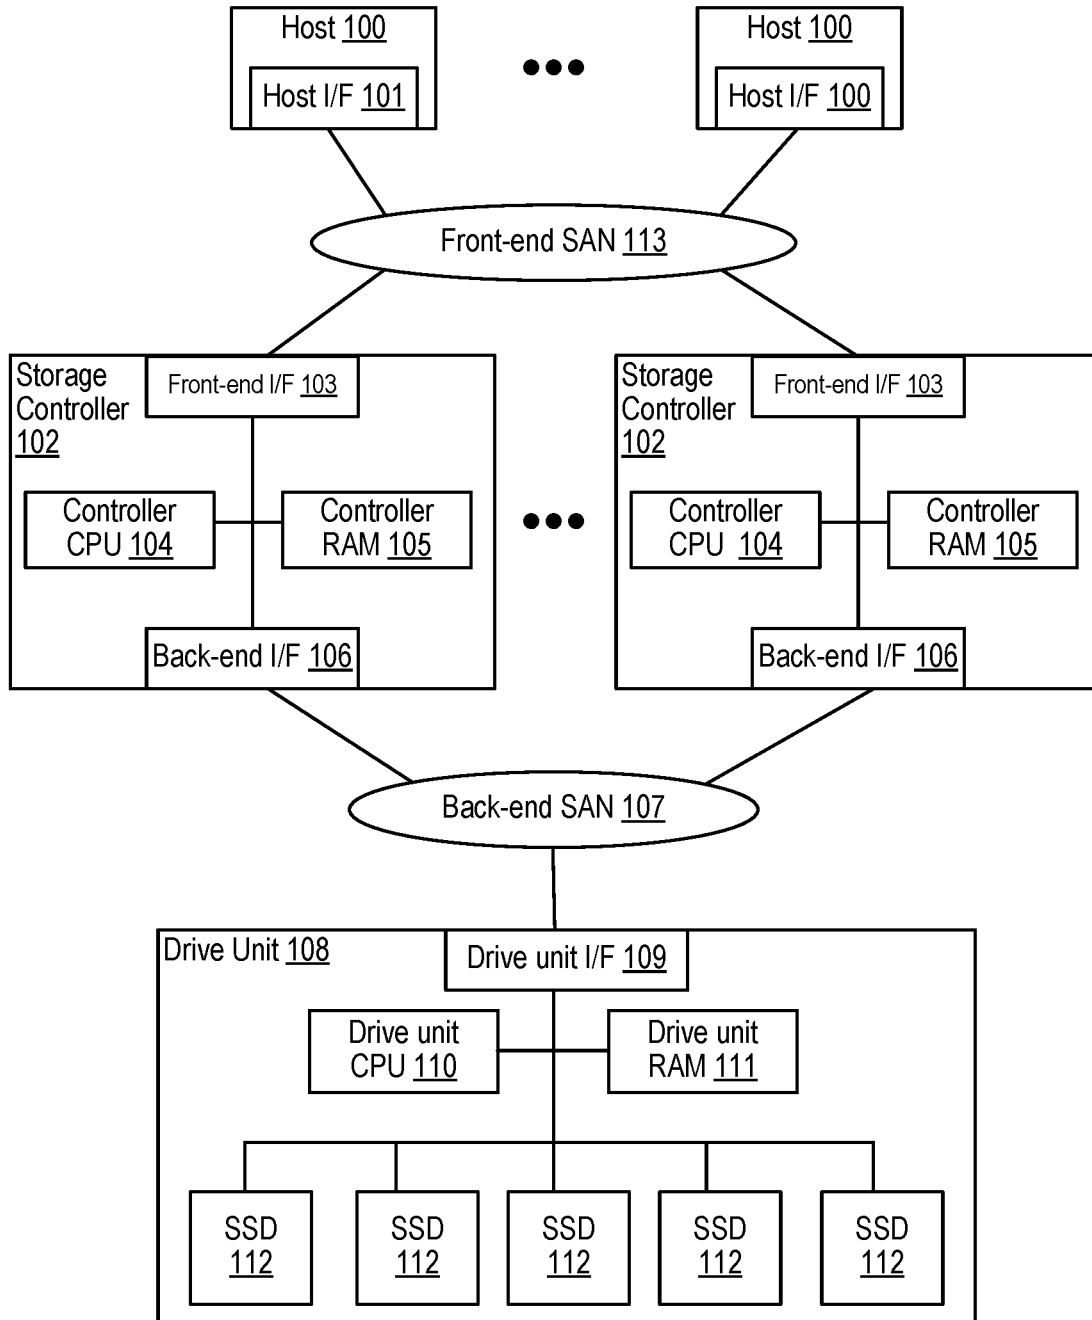 Host 100
Host I/F 101
Host 100
Host I/F 100
Front-end SAN 113
Storage
Controller
102
Front-end I/F 103
Controller
CPU 104
Controller
RAM 105
Back-end I/F 106
Storage
Controller
102
Front-end I/F 103
Controller
CPU 104
Controller
RAM 105
Back-end I/F 106
Back-end SAN 107
Drive Unit 108
Drive unit I/F 109
Drive unit
CPU 110
Drive unit
RAM 111
SSD
112
SSD
112
SSD
112
SSD
112
SSD
112